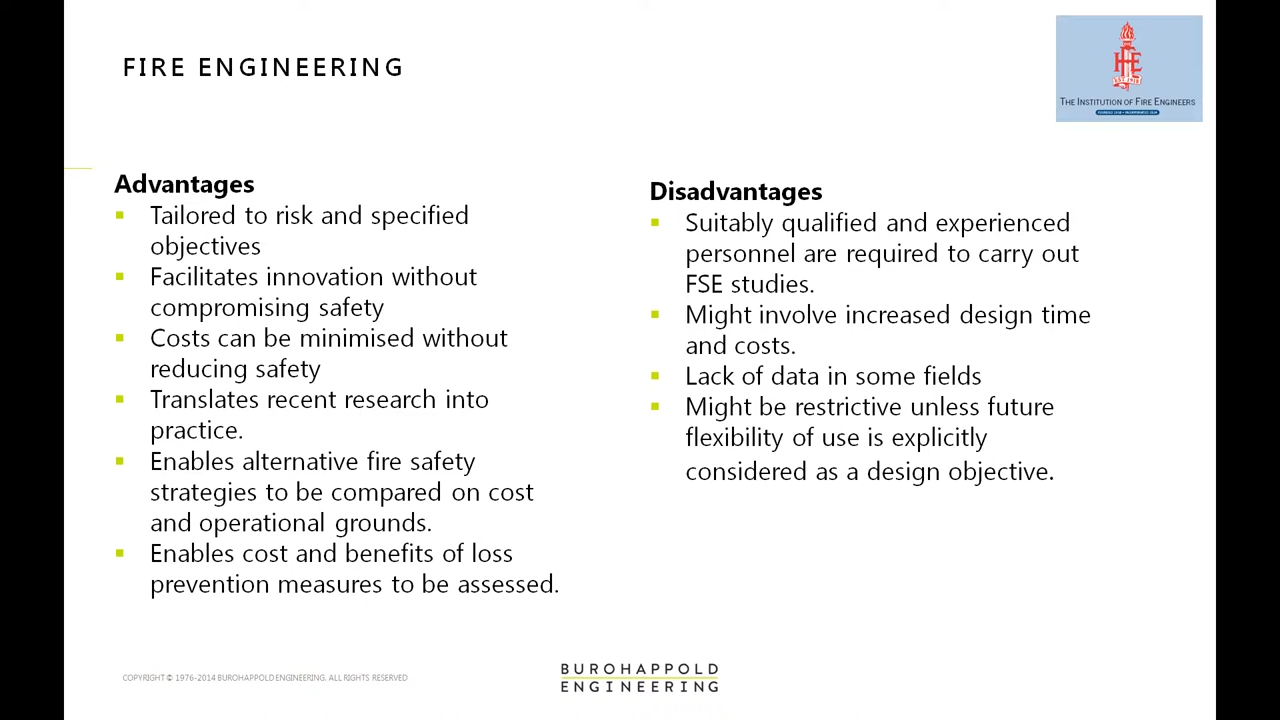 FIRE ENGINEERING
IFE
EST 1918
THE INSTITUTION OF FIRE ENGINEERS
Advantages
Tailored to risk and specified
objectives
Facilitates innovation without
compromising safety
Costs can be minimised without
reducing safety
Translates recent research into
practice.
Enables alternative fire safety
strategies to be compared on cost
and operational grounds.
Enables cost and benefits of loss
prevention measures to be assessed.
Disadvantages
Suitably qualified and experienced
personnel are required to carry out
FSE studies.
Might involve increased design time
and costs.
Lack of data in some fields
Might be restrictive unless future
flexibility of use is explicitly
considered as a design objective.
COPYRIGHT © 1976-2014 BUROHAPPOLD ENGINEERING. ALL RIGHTS RESERVED
BUROHAPPOLD
ENGINEERING